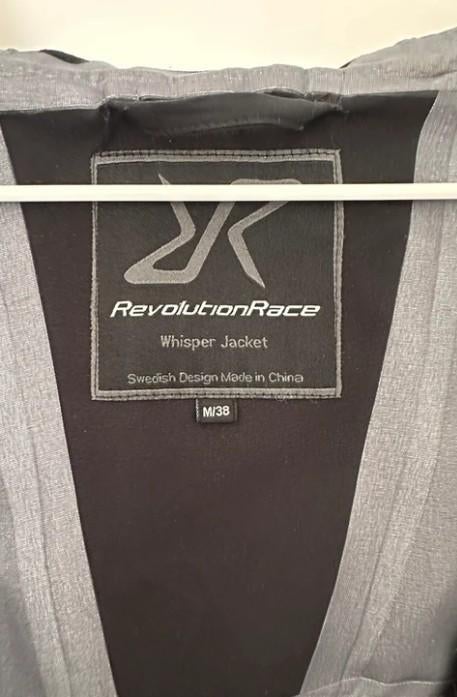 RevolutionRace
Whisper Jacket
Swedish Design Made in China
M/38